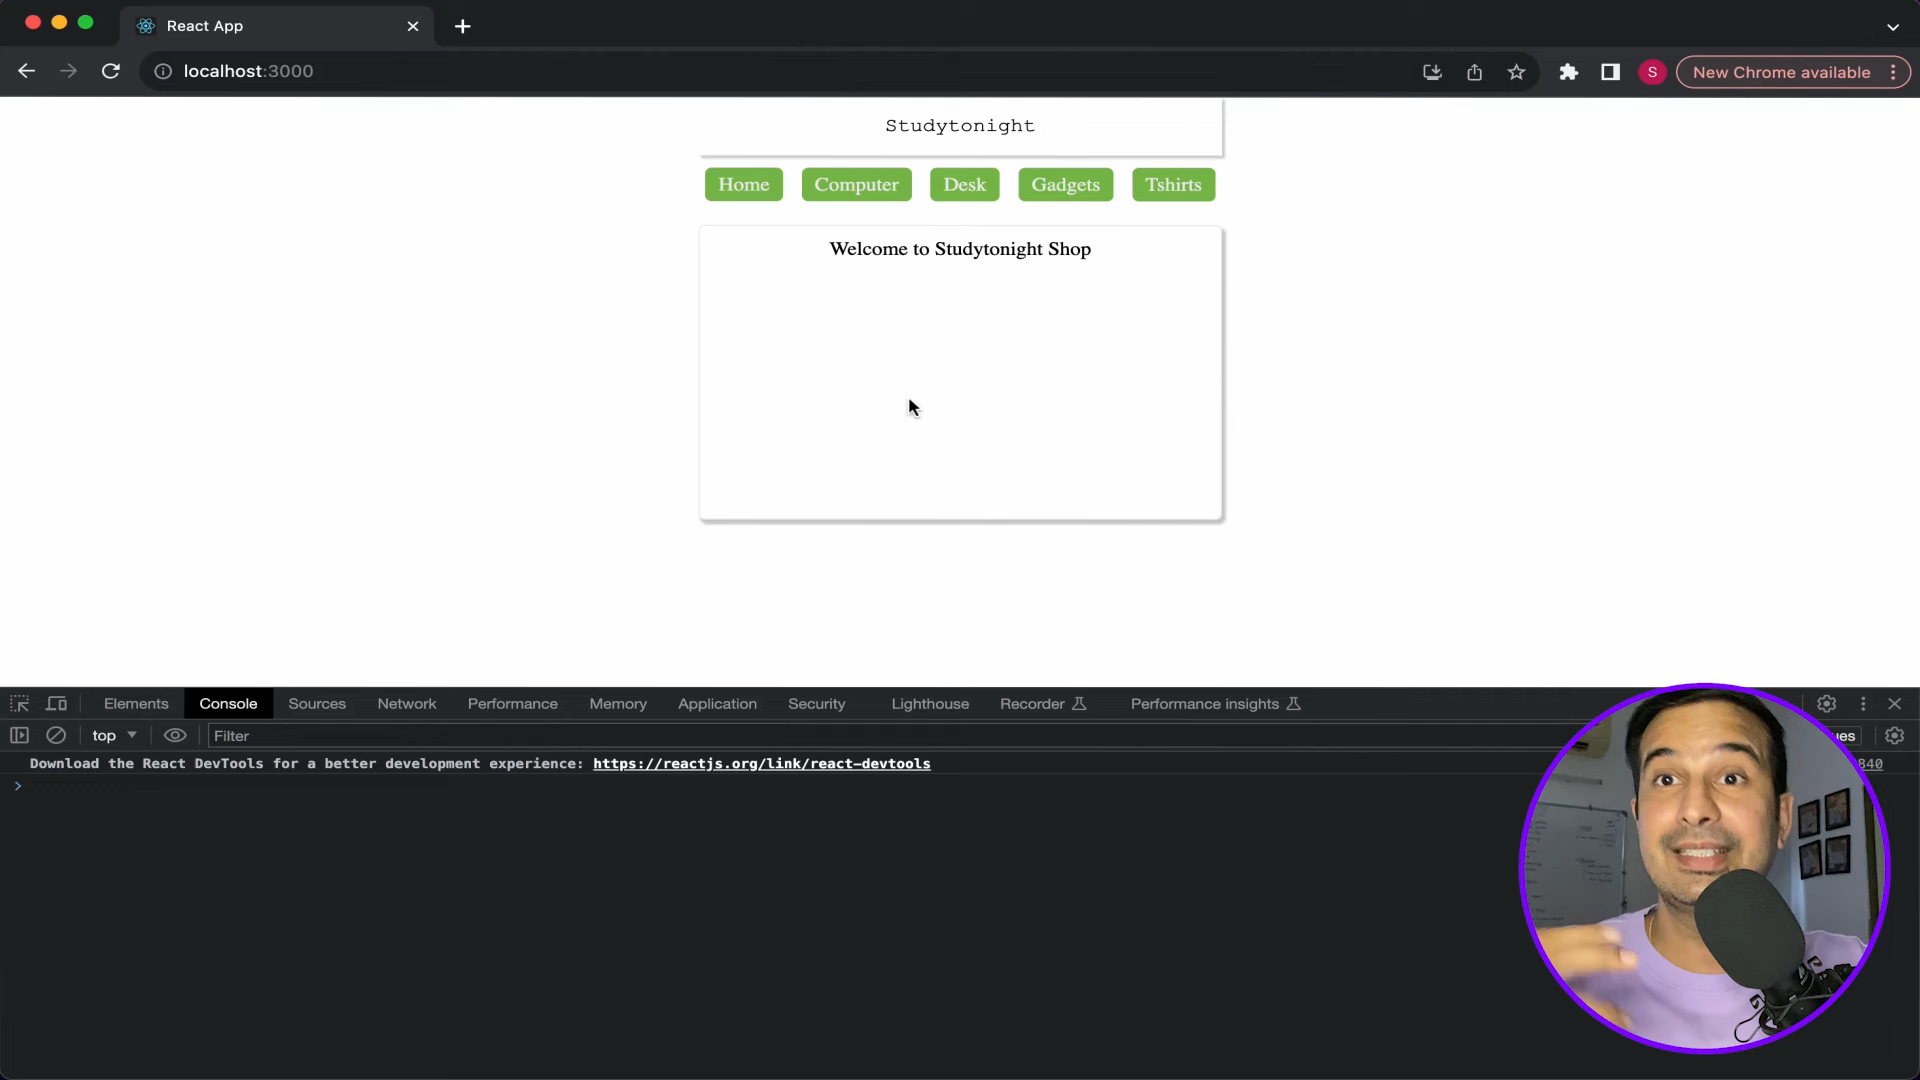 React App
localhost:3000
S
New Chrome available
Studytonight
Home Computer Desk Gadgets Tshirts
Welcome to Studytonight Shop
Elements Console Sources Network Performance Memory Application Security Lighthouse Recorder Performance insights
top Filter
Download the React DevTools for a better development experience: https://reactjs.org/link/react-devtools